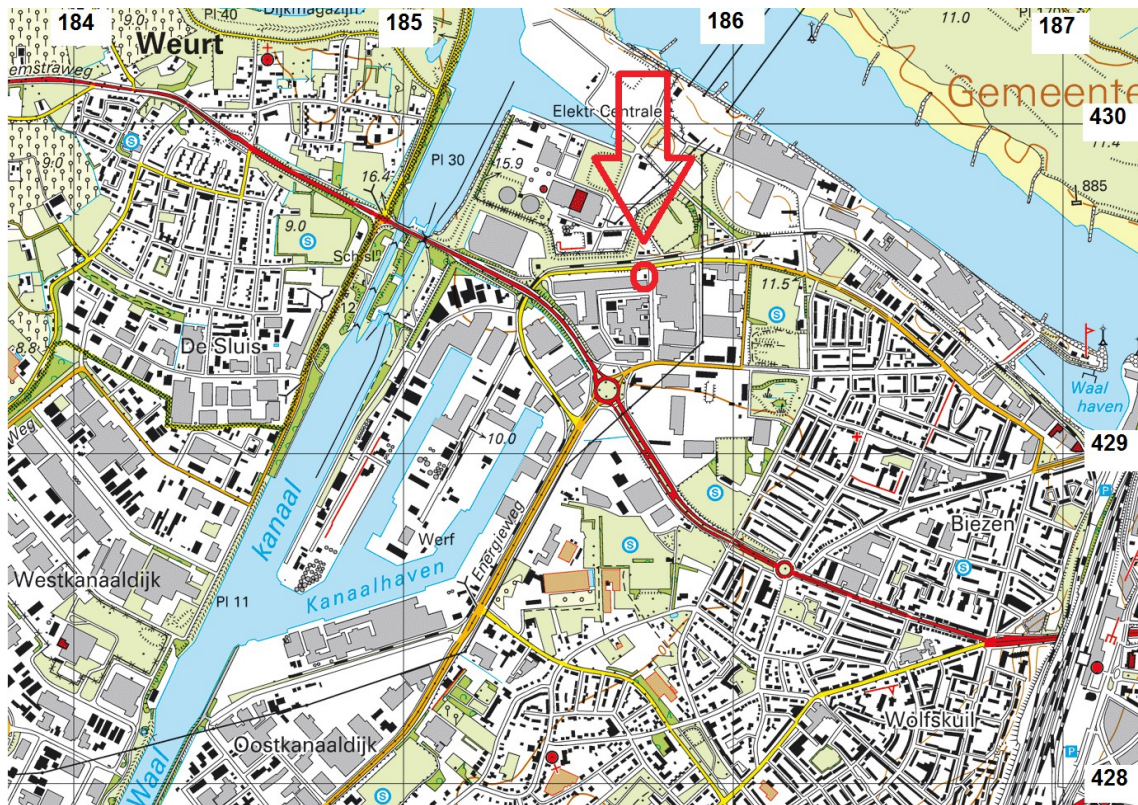 184
9.0
Pl 40
Dijkmagazijn
185
186
11.0
187
Weurt
emstraweg
Gemeente
430
Elektr Centrale
S
9.0
Pl 30
15.9
11.4
16.4
885
9.0
S
Schsl
12
11.5
S
De Sluis
8.8
Waal
haven
Weg
10.0
429
kanaal
S
P
Energieweg
Werf
Biezen
S
S
Westkanaaldijk
Pl 11
Kanaalhaven
Wolfskuil
Oostkanaaldijk
P
Waal
S
428